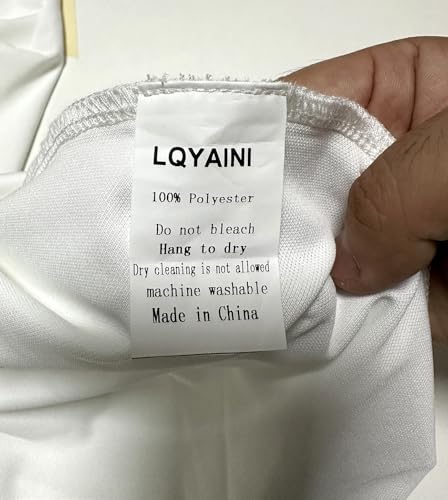 LQYAINI
100% Polyester
Do not bleach
Hang to dry
Dry cleaning is not allowed
machine washable
Made in China